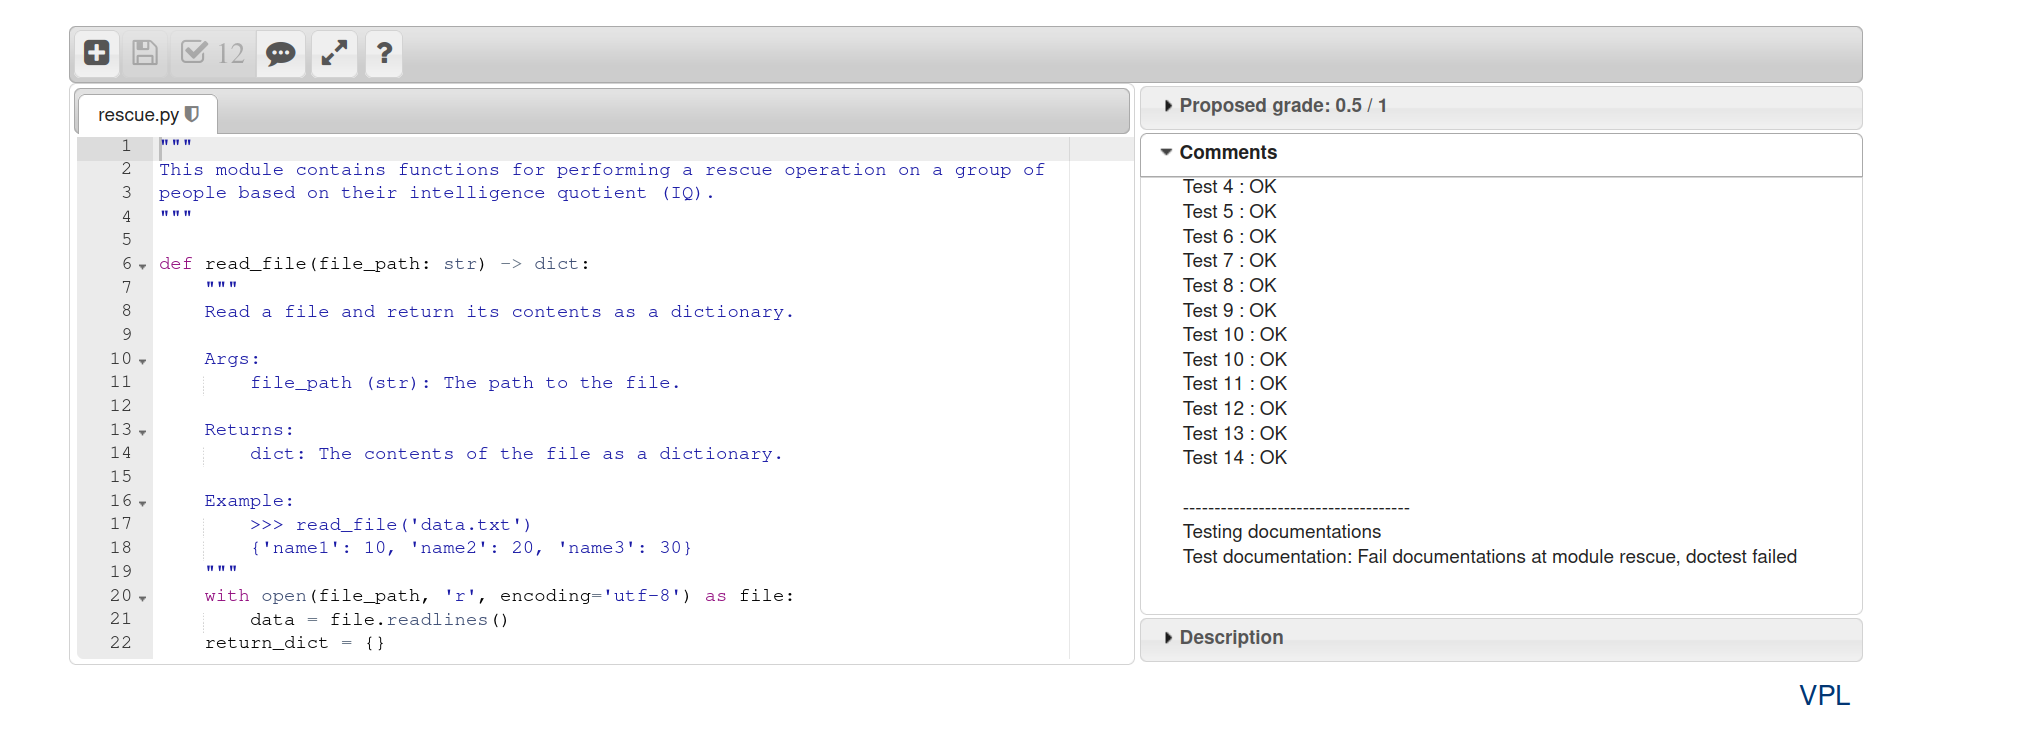 12 ?
rescue.py
1 """
2 This module contains functions for performing a rescue operation on a group of
3 people based on their intelligence quotient (IQ).
4 """
5
6 def read_file(file_path: str) -> dict:
7     """
8     Read a file and return its contents as a dictionary.
9
10     Args:
11         file_path (str): The path to the file.
12
13     Returns:
14         dict: The contents of the file as a dictionary.
15
16     Example:
17         >>> read_file('data.txt')
18         {'name1': 10, 'name2': 20, 'name3': 30}
19     """
20     with open(file_path, 'r', encoding='utf-8') as file:
21         data = file.readlines()
22     return_dict = {}
Proposed grade: 0.5 / 1
Comments
Test 4 : OK
Test 5 : OK
Test 6 : OK
Test 7 : OK
Test 8 : OK
Test 9 : OK
Test 10 : OK
Test 10 : OK
Test 11 : OK
Test 12 : OK
Test 13 : OK
Test 14 : OK
------------------------------------
Testing documentations
Test documentation: Fail documentations at module rescue, doctest failed
Description
VPL